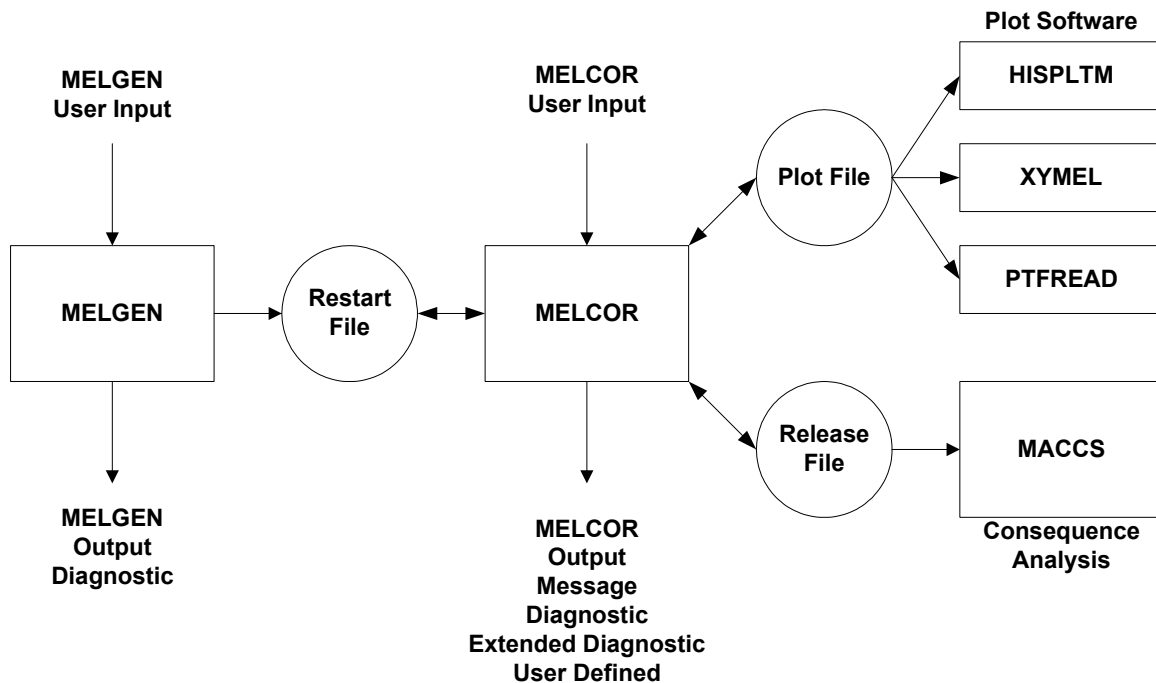 Plot Software
HISPLTM
MELGEN
User Input
MELCOR
User Input
Plot File
XYMEL
PTFREAD
MELGEN
Restart
File
MELCOR
Release
File
MACCS
Consequence
Analysis
MELGEN
Output
Diagnostic
MELCOR
Output
Message
Diagnostic
Extended Diagnostic
User Defined